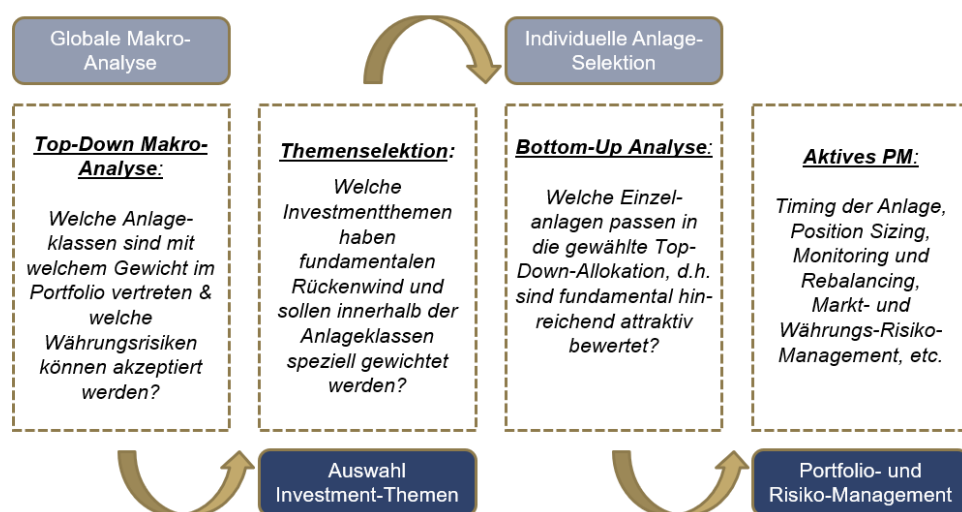 Globale Makro-
Analyse
Top-Down Makro-
Analyse:
Welche Anlage-
klassen sind mit
welchem Gewicht im
Portfolio vertreten &
welche
Währungsrisiken
können akzeptiert
werden?
Themenselektion:
Welche
Investmentthemen
haben
fundamentalen
Rückenwind und
sollen innerhalb der
Anlageklassen
speziell gewichtet
werden?
Auswahl
Investment-Themen
Individuelle Anlage-
Selektion
Bottom-Up Analyse:
Welche Einzel-
anlagen passen in
die gewählte Top-
Down-Allokation, d.h.
sind fundamental hin-
reichend attraktiv
bewertet?
Aktives PM:
Timing der Anlage,
Position Sizing,
Monitoring und
Rebalancing,
Markt- und
Währungs-Risiko-
Management, etc.
Portfolio- und
Risiko-Management